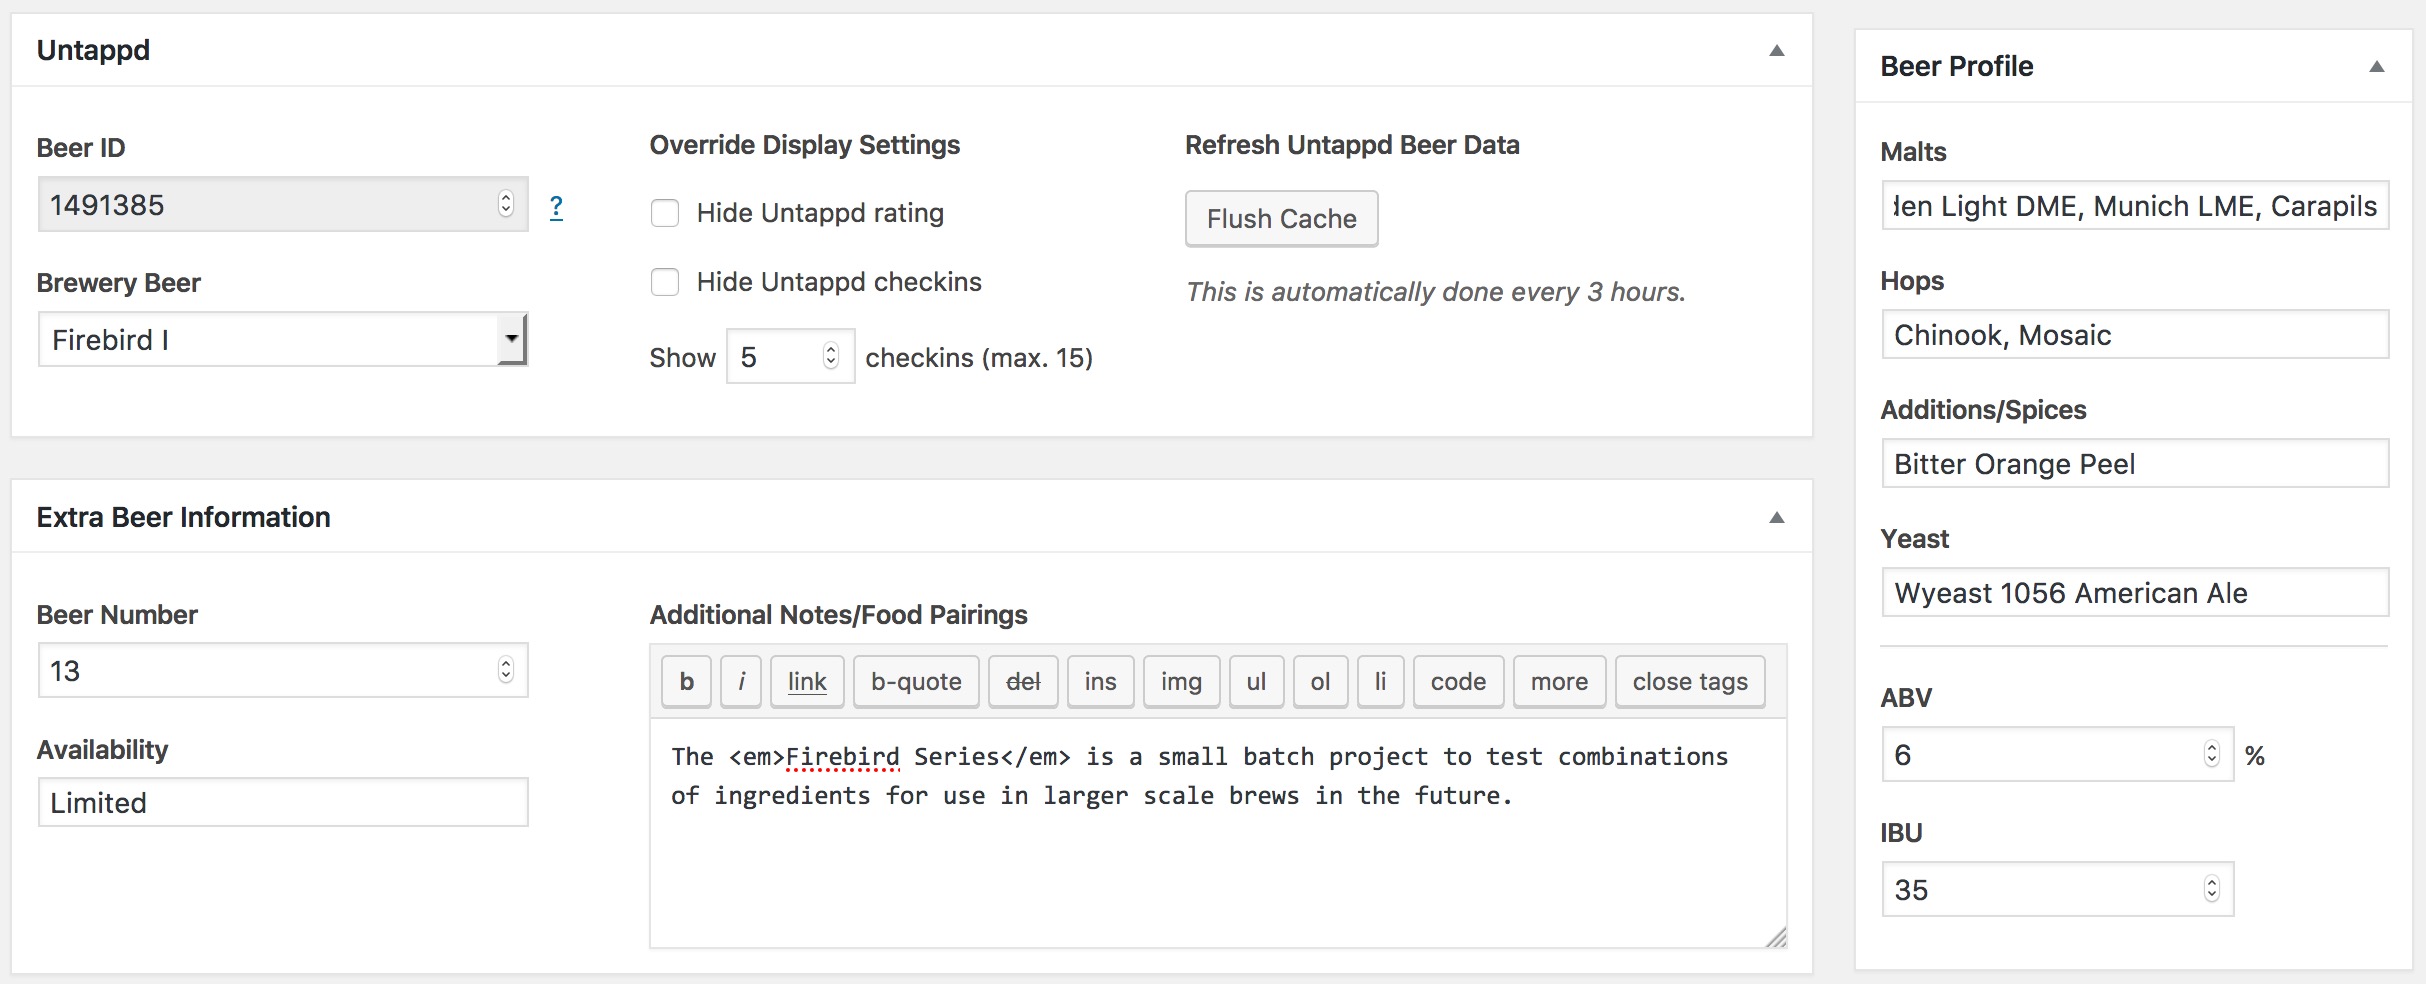 Untappd
Beer ID
1491385
?
Brewery Beer
Firebird I
Override Display Settings
Hide Untappd rating
Hide Untappd checkins
Show 5 checkins (max. 15)
Refresh Untappd Beer Data
Flush Cache
This is automatically done every 3 hours.
Extra Beer Information
Beer Number
13
Availability
Limited
Additional Notes/Food Pairings
b i link b-quote del ins img ul ol li code more close tags
The <em>Firebird Series</em> is a small batch project to test combinations
of ingredients for use in larger scale brews in the future.
Beer Profile
Malts
Light DME, Munich LME, Carapils
Hops
Chinook, Mosaic
Additions/Spices
Bitter Orange Peel
Yeast
Wyeast 1056 American Ale
ABV
6 %
IBU
35